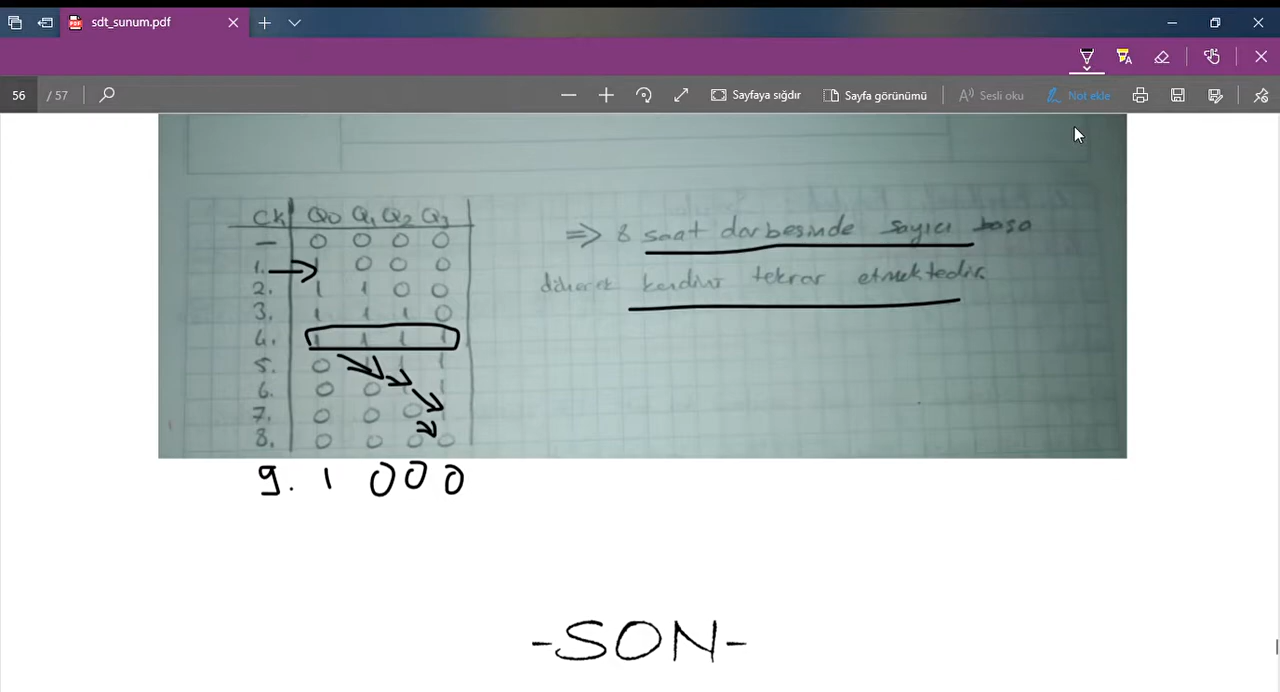 sdt_sunum.pdf
56 / 57
Sayfaya sığdır
Sayfa görünümü
Sesli oku
Not ekle
CK Q0 Q1 Q2 Q3
— 0 0 0 0
1. 1 0 0 0
2. 1 1 0 0
3. 1 1 1 0
4. 1 1 1 1
5. 0 1 1
6. 0 0 1
7. 0 0 0 1
8. 0 0 0 0
9. 1 0 0 0
⇒ 8 saat darbesinde sayıcı başa
dönerek kendini tekrar etmektedir.
-SON-